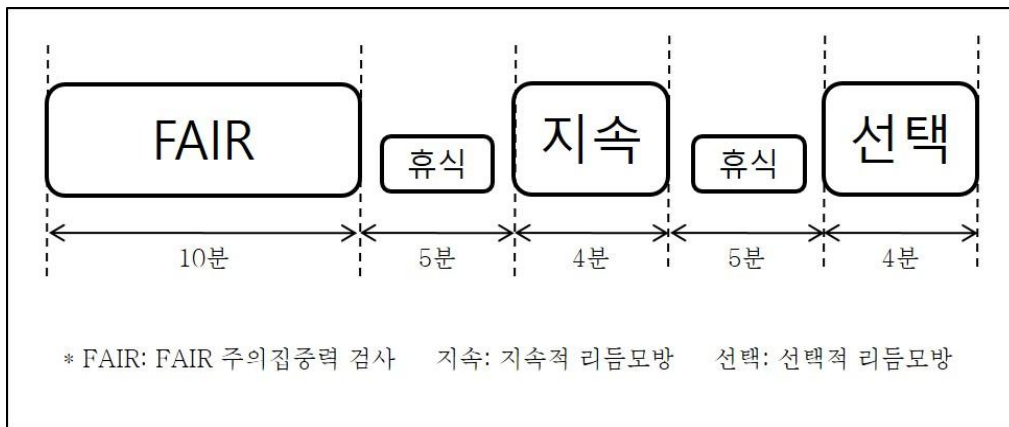 FAIR 휴식 지속 휴식 선택
10분 5분 4분 5분 4분
* FAIR: FAIR 주의집중력 검사 지속: 지속적 리듬모방 선택: 선택적 리듬모방